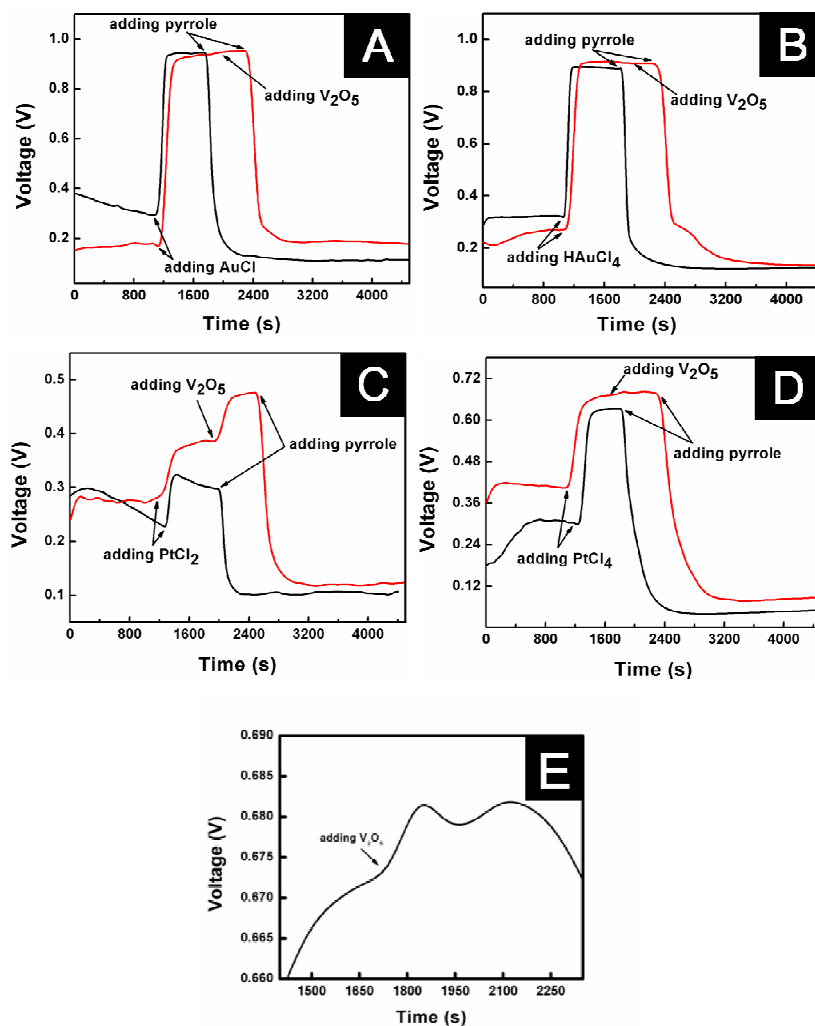 A
adding pyrrole
adding V2O5
adding AuCl
1.0
0.8
0.6
0.4
0.2
Voltage (V)
0 800 1600 2400 3200 4000
Time (s)
B
adding pyrrole
adding V2O5
adding HAuCl4
1.0
0.8
0.6
0.4
0.2
Voltage (V)
0 800 1600 2400 3200 4000
Time (s)
C
adding V2O5
adding pyrrole
adding PtCl2
0.5
0.4
0.3
0.2
0.1
Voltage (V)
0 800 1600 2400 3200 4000
Time (s)
D
adding V2O5
adding pyrrole
adding PtCl4
0.72
0.60
0.48
0.36
0.24
0.12
Voltage (V)
0 800 1600 2400 3200 4000
Time (s)
E
adding V2O5
0.690
0.685
0.680
0.675
0.670
0.665
0.660
Voltage (V)
1500 1650 1800 1950 2100 2250
Time (s)